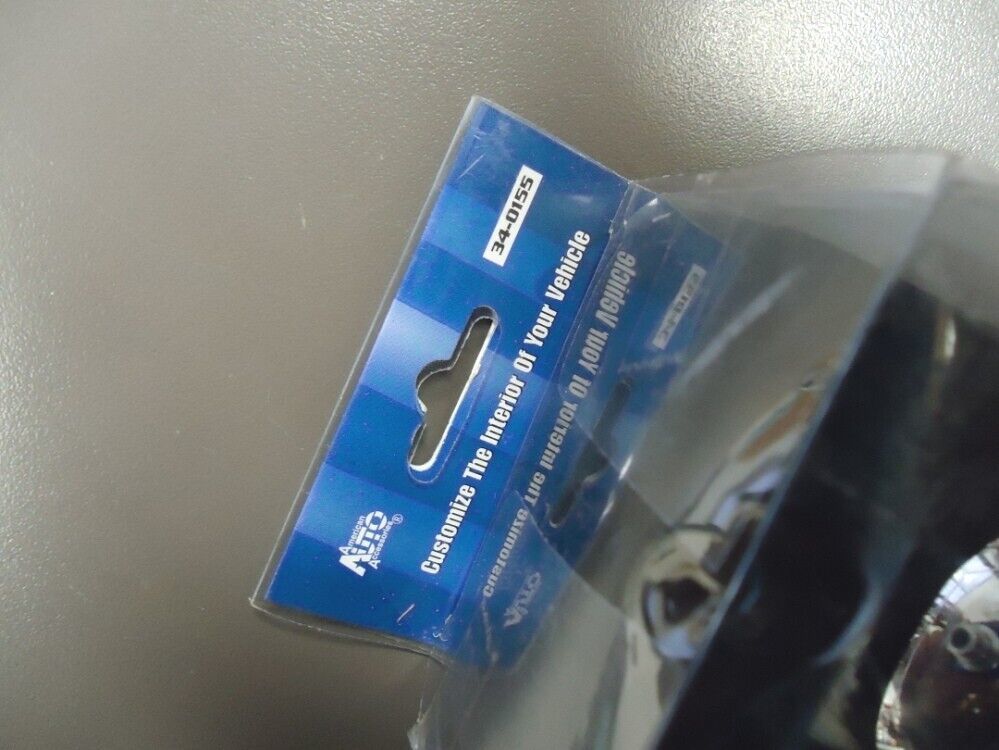 34-0155
Customize The Interior Of Your Vehicle
American
AUTO
Accessories®